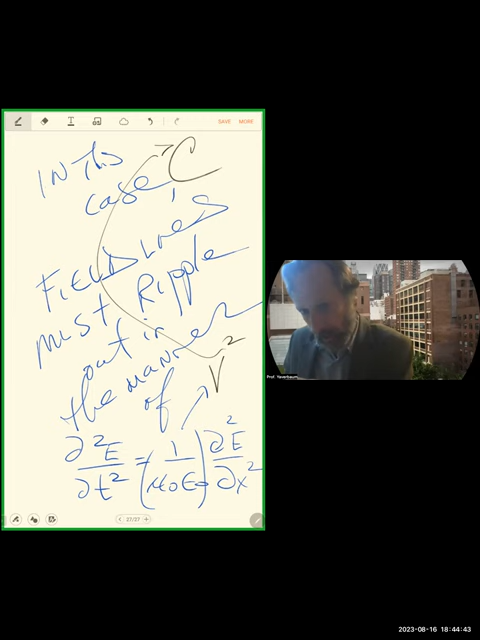 SAVE MORE
IN This C
case,
FIELD Lines
must Ripple
out in
the manner v²
of
∂²E/∂t² = (1/μ₀ε₀) ∂²E/∂x²
27/27
Prof. Yaverbaum
2023-08-16 18:44:43